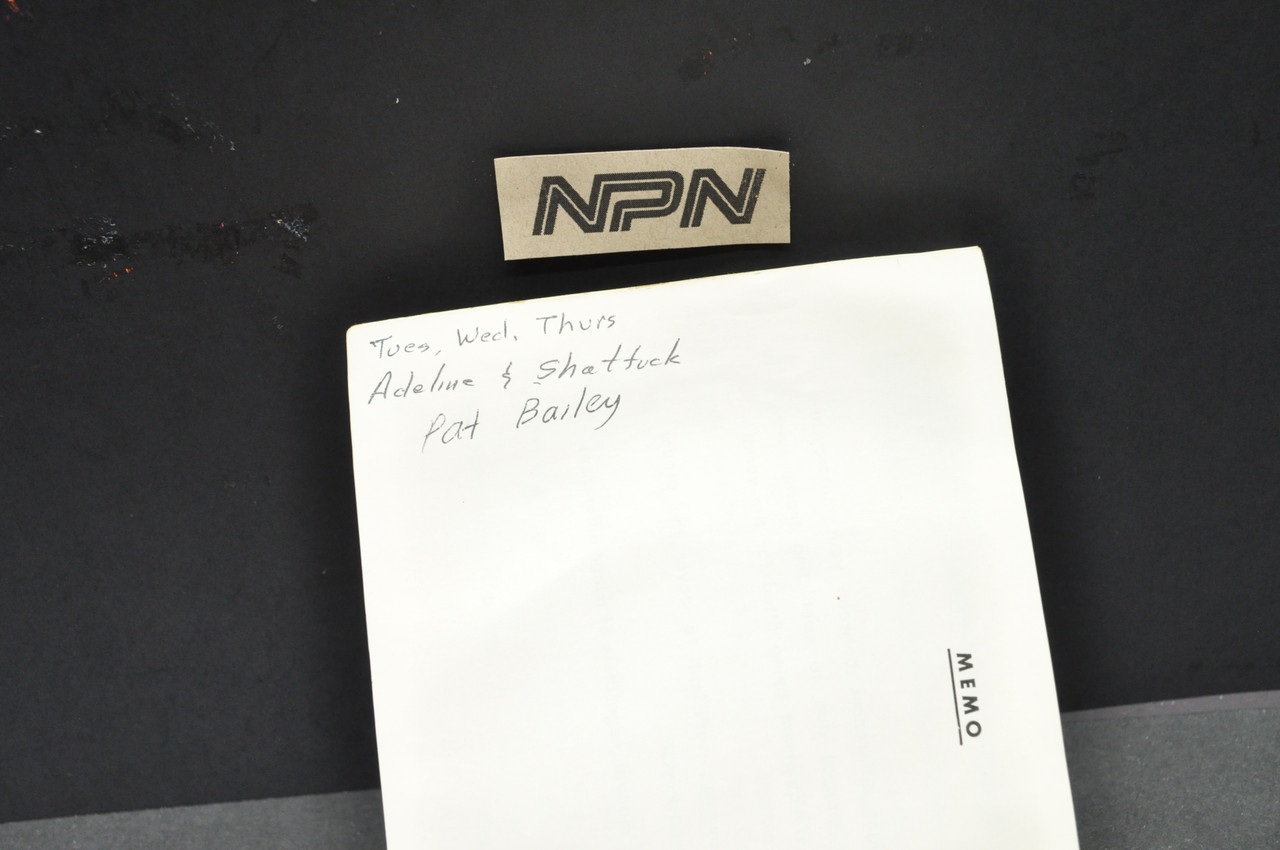 NPN
Tues, Wed, Thurs
Adeline & Shattuck
Pat Bailey
MEMO